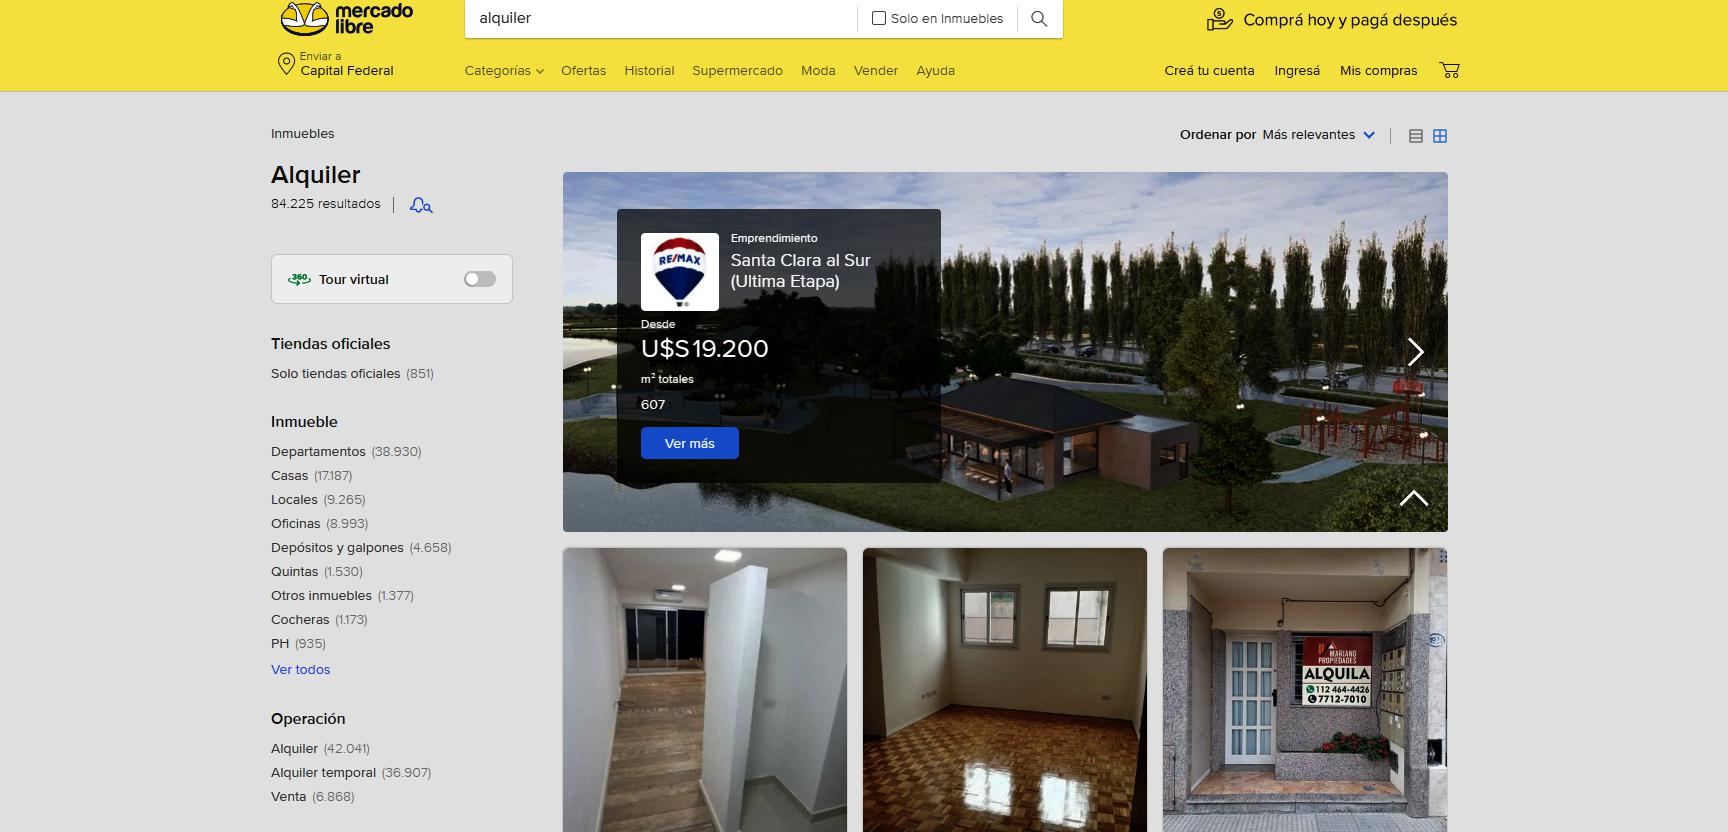 mercado
libre
alquiler
Solo en Inmuebles
Comprá hoy y pagá después
Enviar a
Capital Federal
Categorías
Ofertas
Historial
Supermercado
Moda
Vender
Ayuda
Creá tu cuenta
Ingresá
Mis compras
Inmuebles
Ordenar por Más relevantes
Alquiler
84.225 resultados
360 Tour virtual
Tiendas oficiales
Solo tiendas oficiales (851)
Inmueble
Departamentos (38.930)
Casas (17.187)
Locales (9.265)
Oficinas (8.993)
Depósitos y galpones (4.658)
Quintas (1.530)
Otros inmuebles (1.377)
Cocheras (1.173)
PH (935)
Ver todos
Operación
Alquiler (42.041)
Alquiler temporal (36.907)
Venta (6.868)
RE/MAX
Emprendimiento
Santa Clara al Sur
(Ultima Etapa)
Desde
U$S 19.200
m² totales
607
Ver más
MARIANO
PROPIEDADES
ALQUILA
112 464-4426
7712-7010